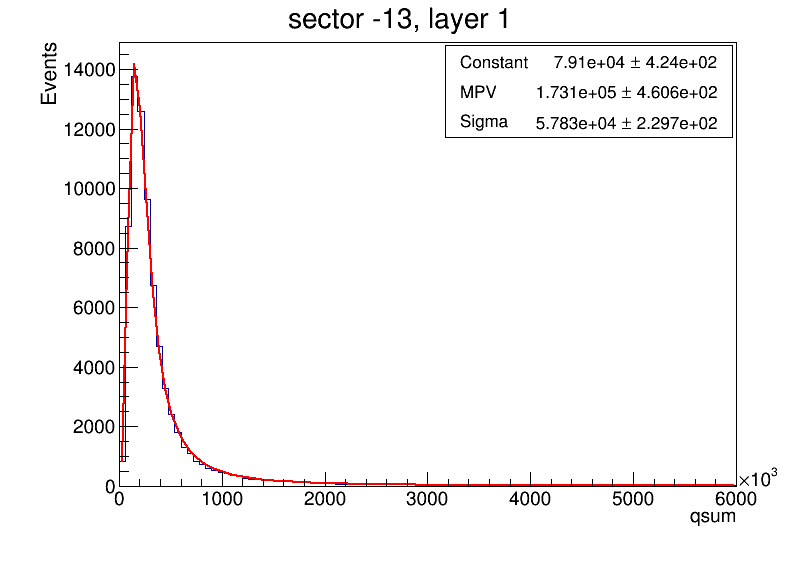 sector -13, layer 1
Events
Constant 7.91e+04 ± 4.24e+02
MPV 1.731e+05 ± 4.606e+02
Sigma 5.783e+04 ± 2.297e+02
14000
12000
10000
8000
6000
4000
2000
0
0 1000 2000 3000 4000 5000 6000
×10³
qsum